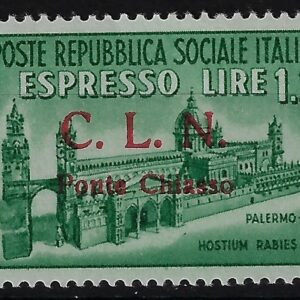 POSTE REPUBBLICA SOCIALE ITALI
ESPRESSO LIRE 1.
C. L. N.
Ponte Chiasso
PALERMO
HOSTIUM RABIES